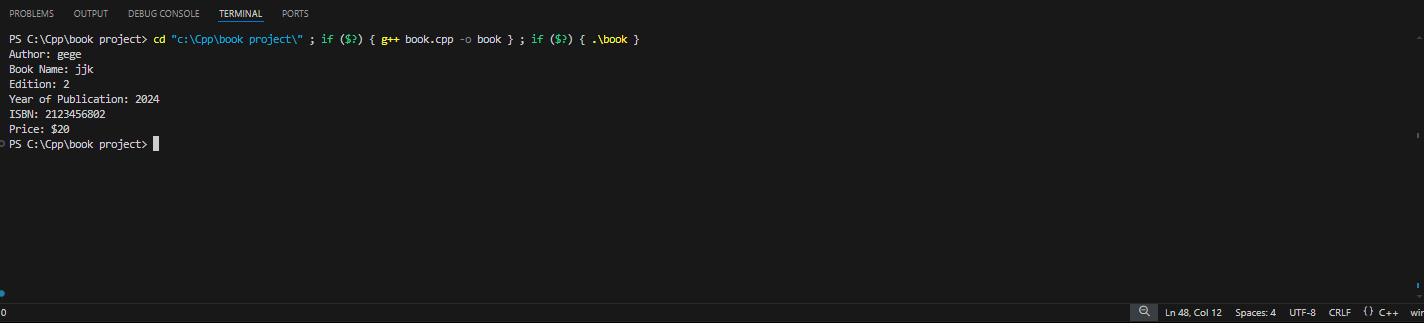 PROBLEMS OUTPUT DEBUG CONSOLE TERMINAL PORTS
PS C:\Cpp\book project> cd "c:\Cpp\book project\" ; if ($?) { g++ book.cpp -o book } ; if ($?) { .\book }
Author: gege
Book Name: jjk
Edition: 2
Year of Publication: 2024
ISBN: 2123456802
Price: $20
PS C:\Cpp\book project>
0 Ln 48, Col 12 Spaces: 4 UTF-8 CRLF {} C++ win